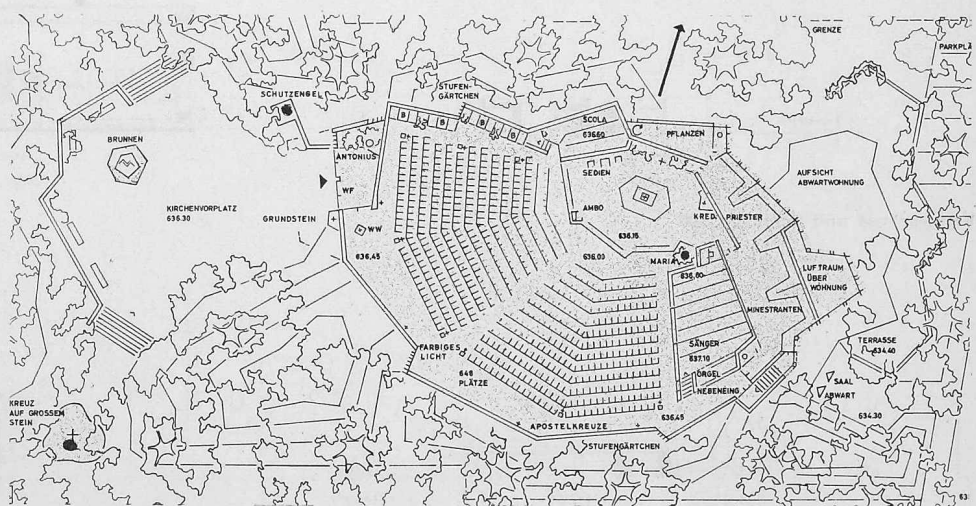 GRENZE
PARKPLÄ
SCHUTZENGEL
STUFEN-
GÄRTCHEN
BRUNNEN
B
B
B
B
B
SCOLA
636.60
PFLANZEN
ANTONIUS
WF
SEDIEN
AUFSICHT
ABWARTWOHNUNG
KIRCHENVORPLATZ
636.30
GRUNDSTEIN
AMBO
KRED.
PRIESTER
WW
636.45
636.15
636.00
MARIA
636.60
LUFTRAUM
ÜBER
WOHNUNG
MINESTRANTEN
FARBIGES
LICHT
648
PLÄTZE
SÄNGER
637.10
ORGEL
NEBENEING.
TERRASSE
634.40
SAAL
ABWART
634.30
KREUZ
AUF GROSSEM
STEIN
636.45
APOSTELKREUZE
STUFENGÄRTCHEN
63